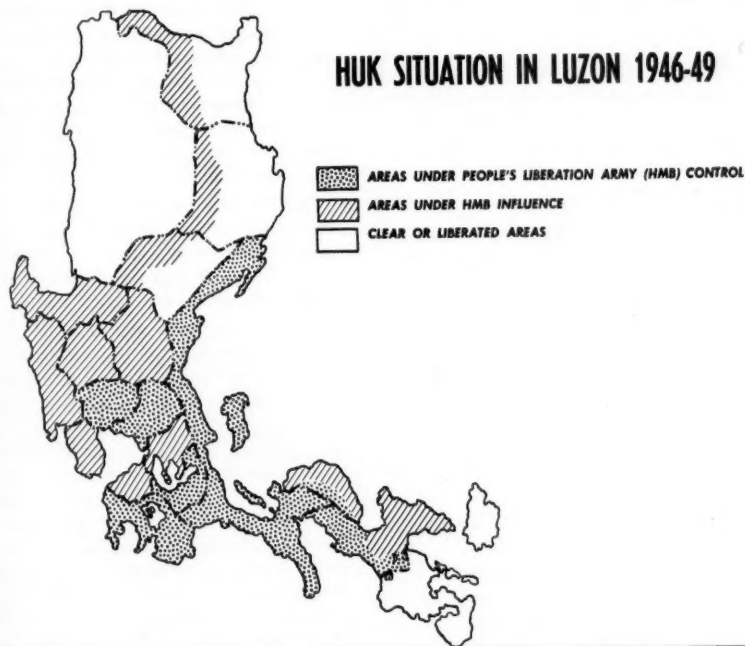 HUK SITUATION IN LUZON 1946-49
AREAS UNDER PEOPLE'S LIBERATION ARMY (HMB) CONTROL
AREAS UNDER HMB INFLUENCE
CLEAR OR LIBERATED AREAS